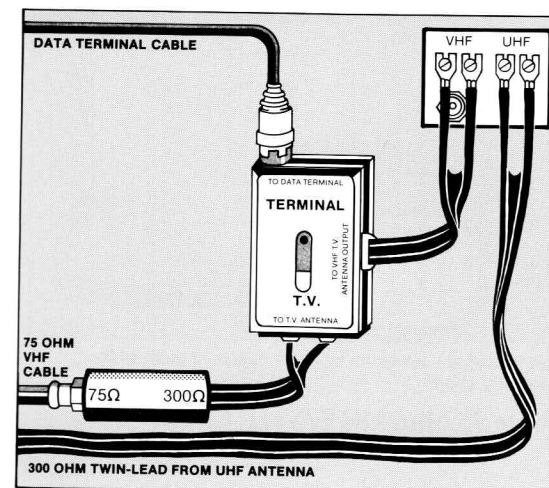 DATA TERMINAL CABLE
VHF UHF
TO DATA TERMINAL
TERMINAL
TO VHF T.V.
ANTENNA OUTPUT
T.V.
TO T.V. ANTENNA
75 OHM
VHF
CABLE
75Ω 300Ω
300 OHM TWIN-LEAD FROM UHF ANTENNA